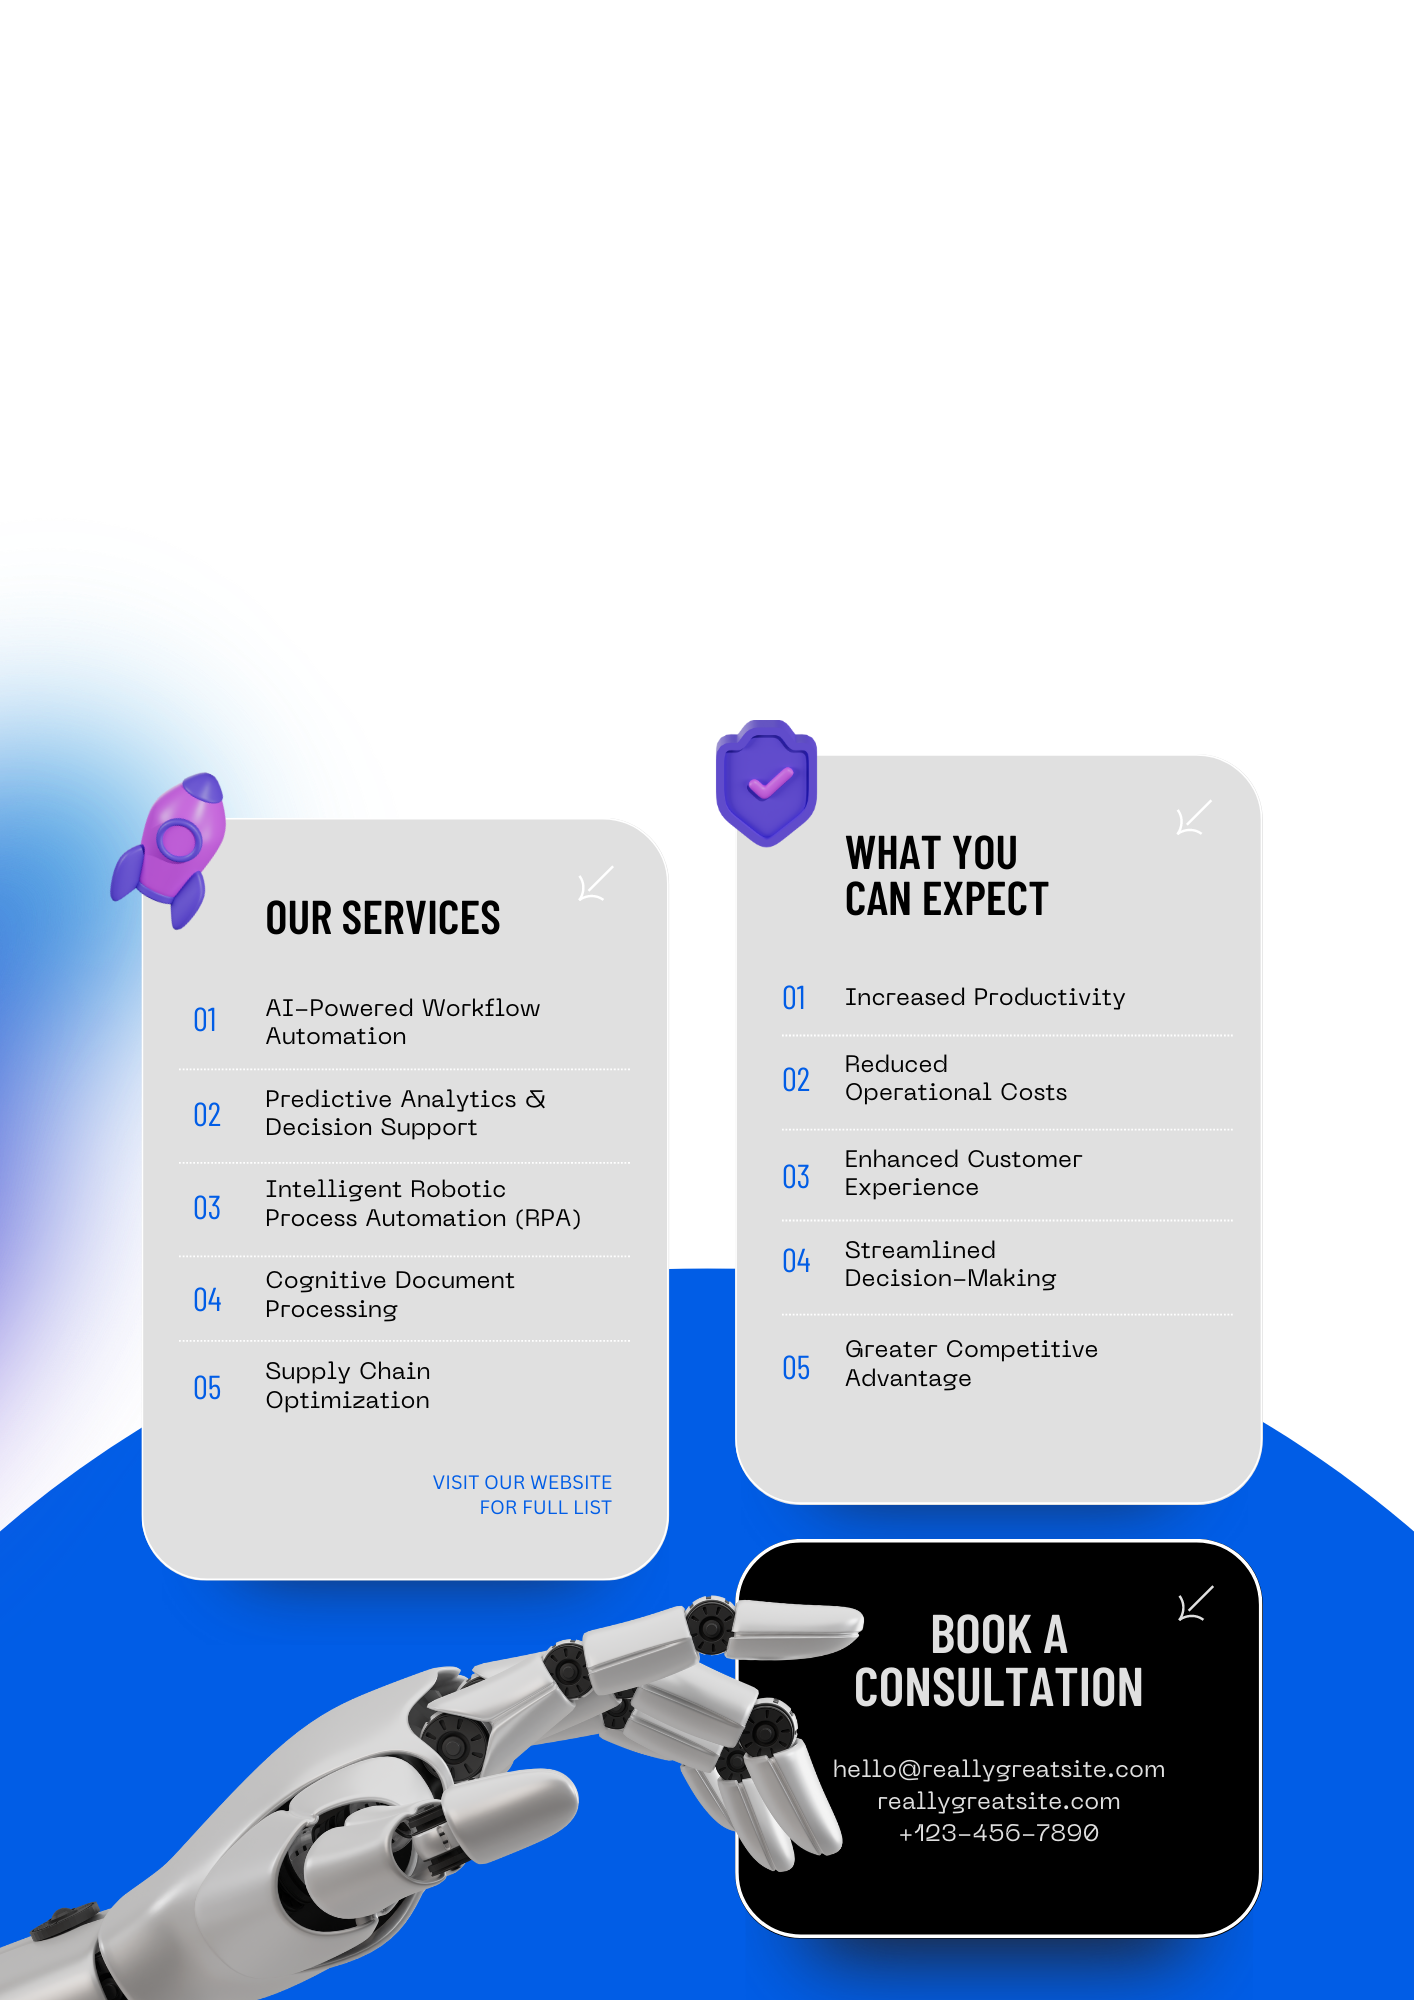 OUR SERVICES
01
AI-Powered Workflow
Automation
02
Predictive Analytics &
Decision Support
03
Intelligent Robotic
Process Automation (RPA)
04
Cognitive Document
Processing
05
Supply Chain
Optimization
VISIT OUR WEBSITE
FOR FULL LIST
WHAT YOU
CAN EXPECT
01
Increased Productivity
02
Reduced
Operational Costs
03
Enhanced Customer
Experience
04
Streamlined
Decision-Making
05
Greater Competitive
Advantage
BOOK A
CONSULTATION
hello@reallygreatsite.com
reallygreatsite.com
+123-456-7890